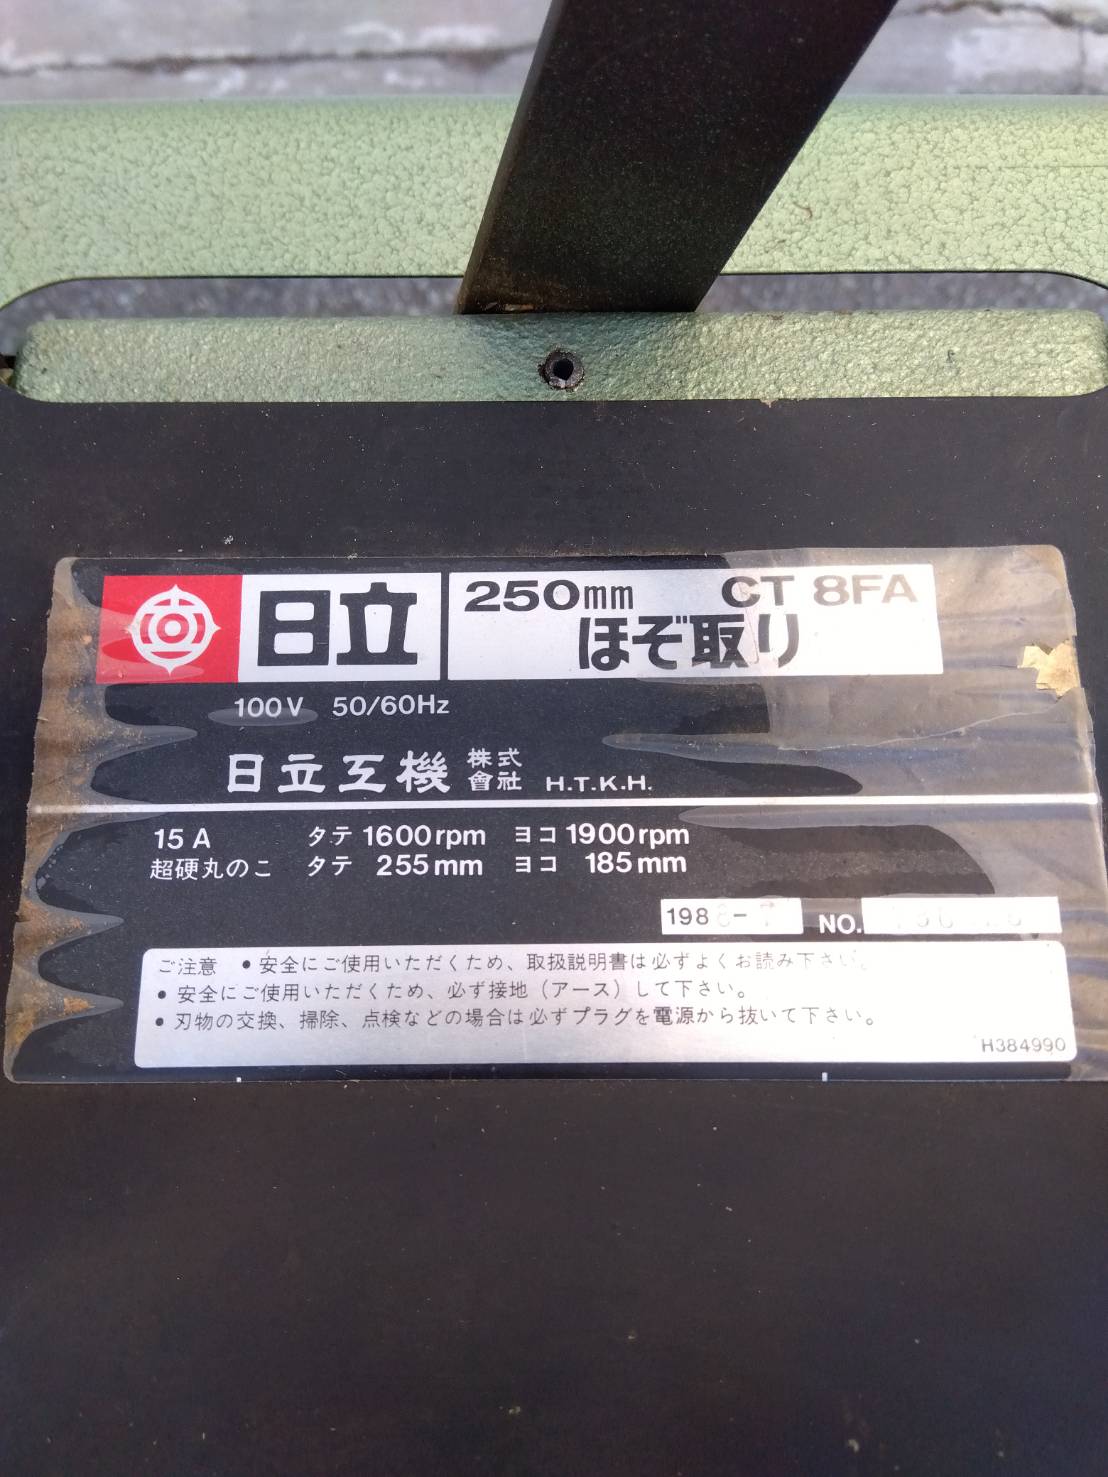 日立 250mm CT 8FA
ほぞ取り
100V 50/60Hz
日立工機 株式會社 H.T.K.H.
15A タテ 1600rpm ヨコ 1900rpm
超硬丸のこ タテ 255mm ヨコ 185mm
198 NO.
ご注意 •安全にご使用いただくため、取扱説明書は必ずよくお読み下さい。
•安全にご使用いただくため、必ず接地（アース）して下さい。
•刃物の交換、掃除、点検などの場合は必ずプラグを電源から抜いて下さい。
H384990